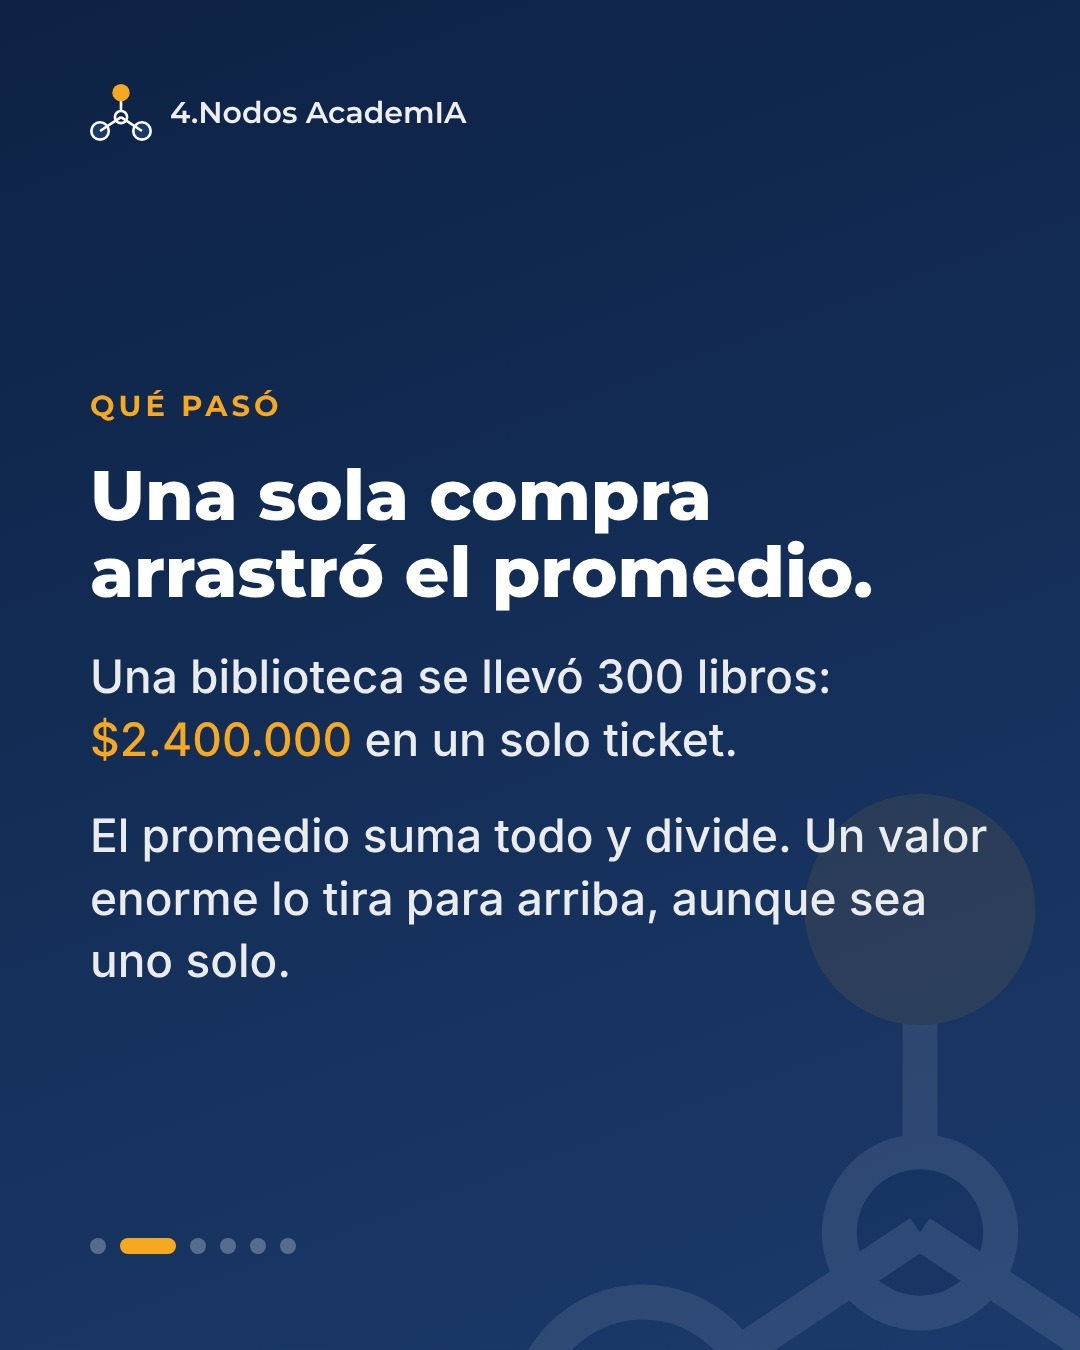 4.Nodos AcademIA
QUÉ PASÓ
Una sola compra
arrastró el promedio.
Una biblioteca se llevó 300 libros:
$2.400.000 en un solo ticket.
El promedio suma todo y divide. Un valor
enorme lo tira para arriba, aunque sea
uno solo.